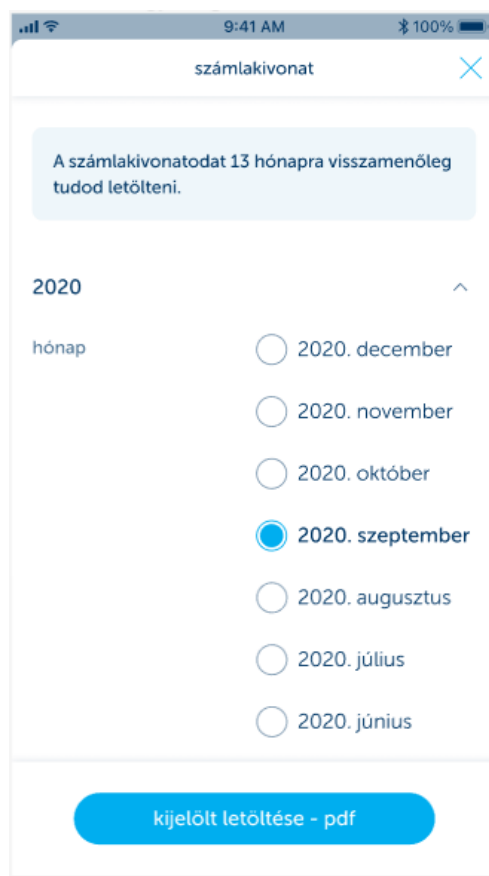 9:41 AM 100%
számlakivonat
A számlakivonatodat 13 hónapra visszamenőleg
tudod letölteni.
2020
hónap
2020. december
2020. november
2020. október
2020. szeptember
2020. augusztus
2020. július
2020. június
kijelölt letöltése - pdf